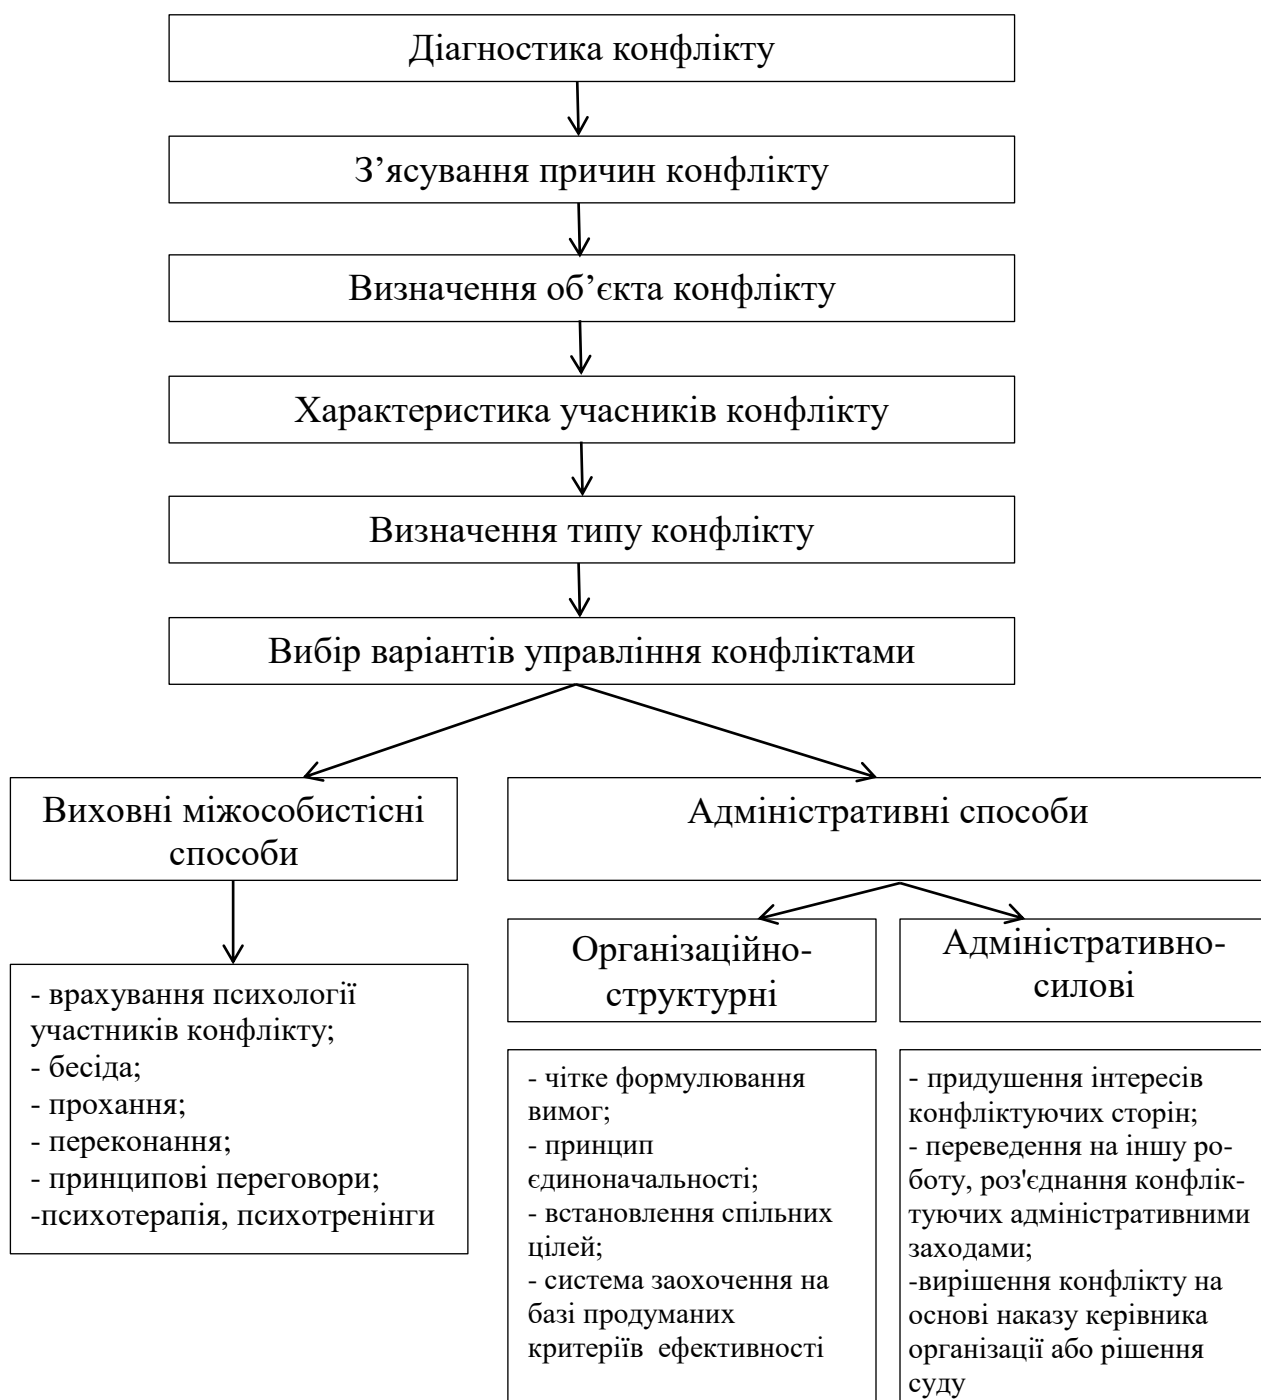 Діагностика конфлікту
З’ясування причин конфлікту
Визначення об’єкта конфлікту
Характеристика учасників конфлікту
Визначення типу конфлікту
Вибір варіантів управління конфліктами
Виховні міжособистісні
способи
- врахування психології
участників конфлікту;
- бесіда;
- прохання;
- переконання;
- принципові переговори;
-психотерапія, психотренінги
Адміністративні способи
Організаційно-
структурні
- чітке формулювання
вимог;
- принцип
єдиноначальності;
- встановлення спільних
цілей;
- система заохочення на
базі продуманих
критеріїв ефективності
Адміністративно-
силові
- придушення інтересів
конфліктуючих сторін;
- переведення на іншу ро-
боту, роз'єднання конфлік-
туючих адміністративними
заходами;
-вирішення конфлікту на
основі наказу керівника
організації або рішення
суду